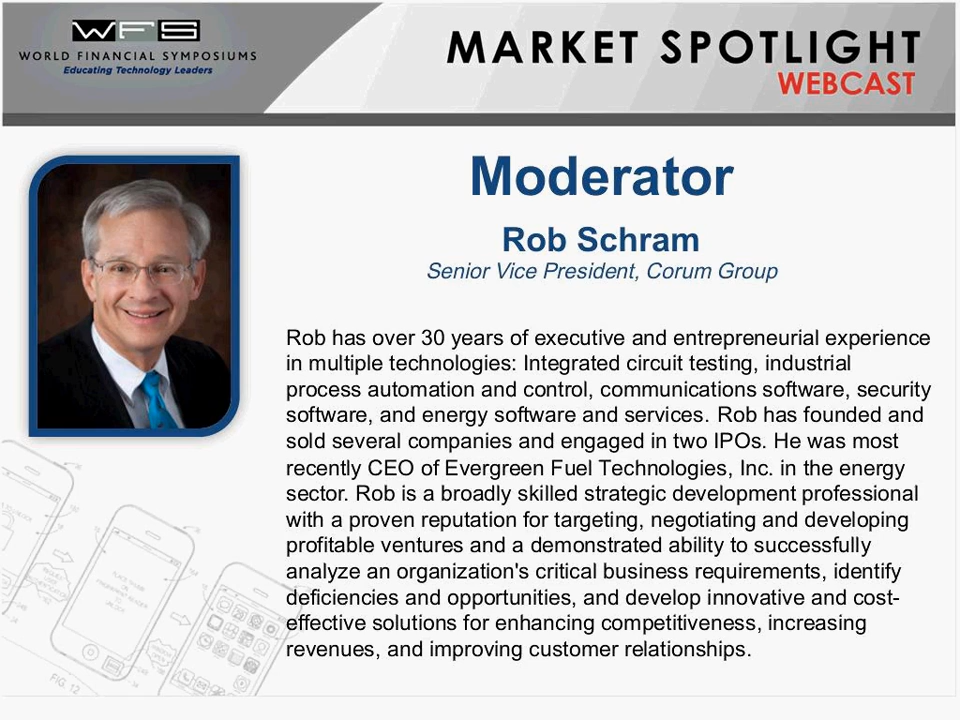 WFS
WORLD FINANCIAL SYMPOSIUMS
Educating Technology Leaders
MARKET SPOTLIGHT
WEBCAST
Moderator
Rob Schram
Senior Vice President, Corum Group
Rob has over 30 years of executive and entrepreneurial experience
in multiple technologies: Integrated circuit testing, industrial
process automation and control, communications software, security
software, and energy software and services. Rob has founded and
sold several companies and engaged in two IPOs. He was most
recently CEO of Evergreen Fuel Technologies, Inc. in the energy
sector. Rob is a broadly skilled strategic development professional
with a proven reputation for targeting, negotiating and developing
profitable ventures and a demonstrated ability to successfully
analyze an organization's critical business requirements, identify
deficiencies and opportunities, and develop innovative and cost-
effective solutions for enhancing competitiveness, increasing
revenues, and improving customer relationships.
FIG. 12